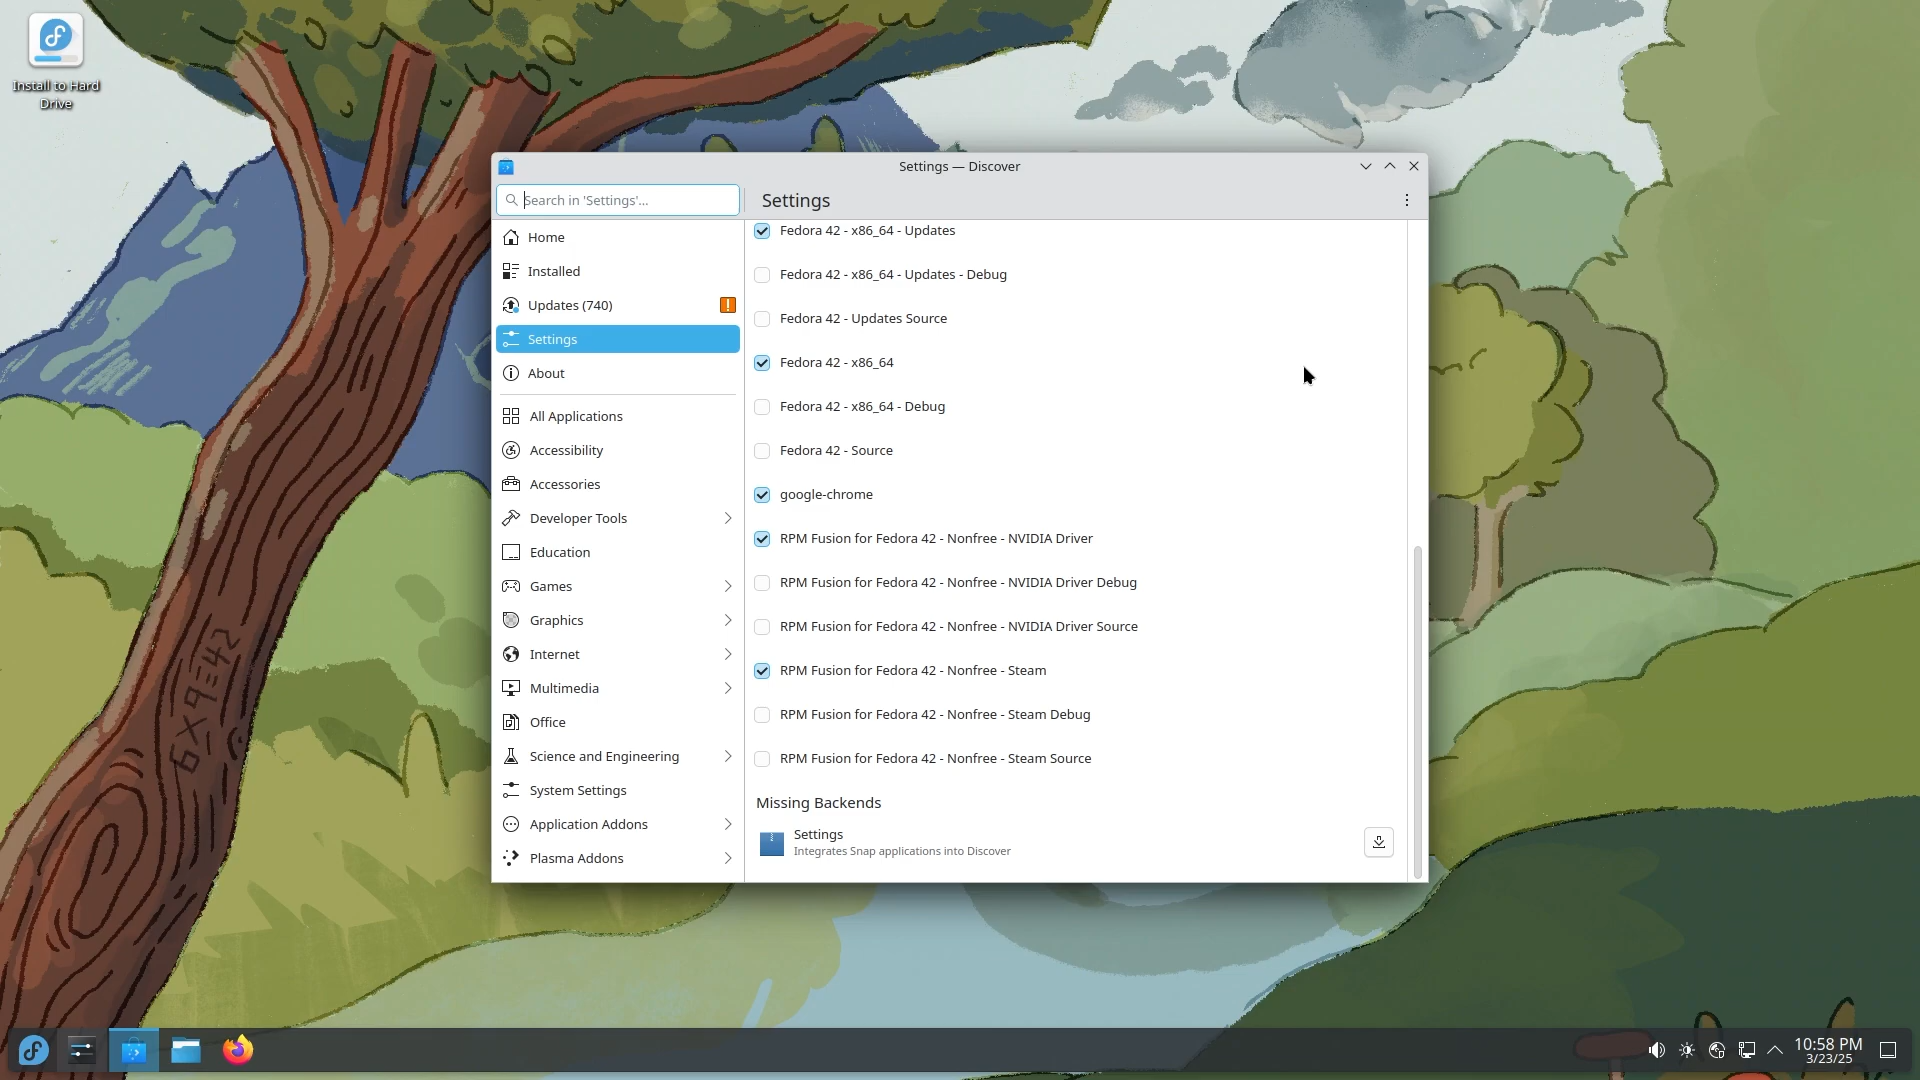 Install to Hard
Drive
Settings — Discover
Search in 'Settings'...
Settings
Home
Installed
Updates (740)
Settings
About
All Applications
Accessibility
Accessories
Developer Tools
Education
Games
Graphics
Internet
Multimedia
Office
Science and Engineering
System Settings
Application Addons
Plasma Addons
Fedora 42 - x86_64 - Updates
Fedora 42 - x86_64 - Updates - Debug
Fedora 42 - Updates Source
Fedora 42 - x86_64
Fedora 42 - x86_64 - Debug
Fedora 42 - Source
google-chrome
RPM Fusion for Fedora 42 - Nonfree - NVIDIA Driver
RPM Fusion for Fedora 42 - Nonfree - NVIDIA Driver Debug
RPM Fusion for Fedora 42 - Nonfree - NVIDIA Driver Source
RPM Fusion for Fedora 42 - Nonfree - Steam
RPM Fusion for Fedora 42 - Nonfree - Steam Debug
RPM Fusion for Fedora 42 - Nonfree - Steam Source
Missing Backends
Settings
Integrates Snap applications into Discover
6×9=42
10:58 PM
3/23/25